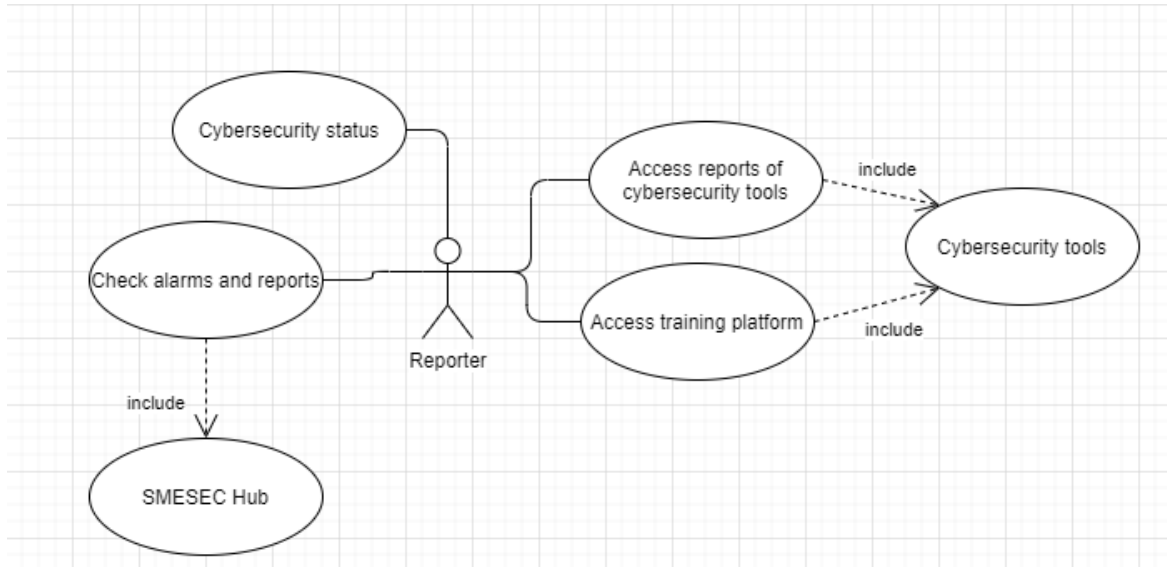 Cybersecurity status
Access reports of
cybersecurity tools
include
Cybersecurity tools
Check alarms and reports
Access training platform
include
Reporter
include
SMESEC Hub